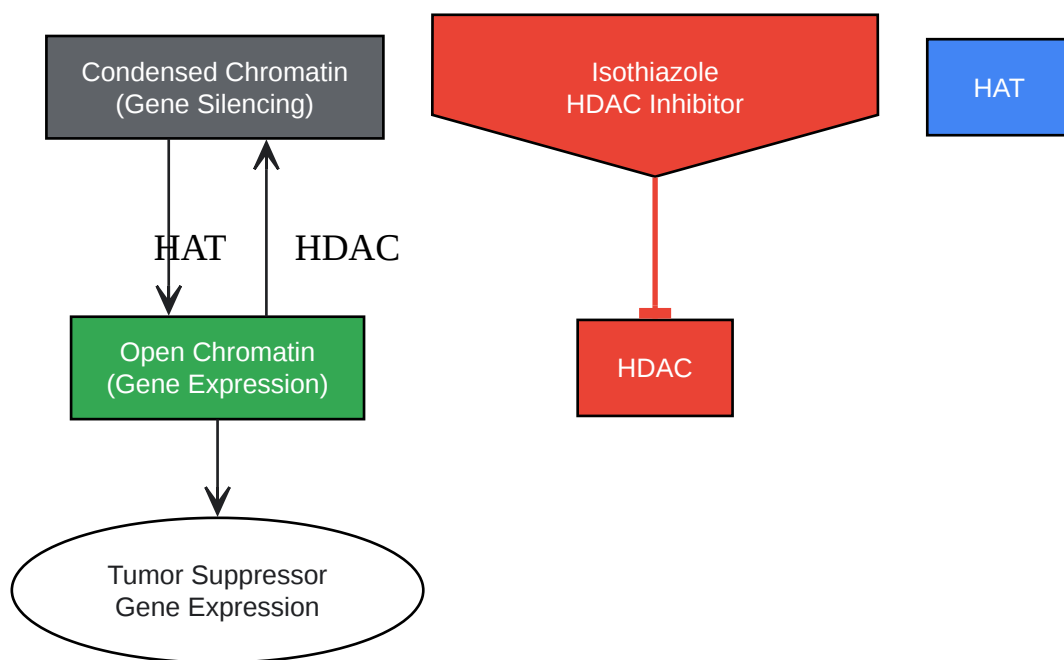 Condensed Chromatin
(Gene Silencing)
Isothiazole
HDAC Inhibitor
HAT
HAT
HDAC
Open Chromatin
(Gene Expression)
HDAC
Tumor Suppressor
Gene Expression